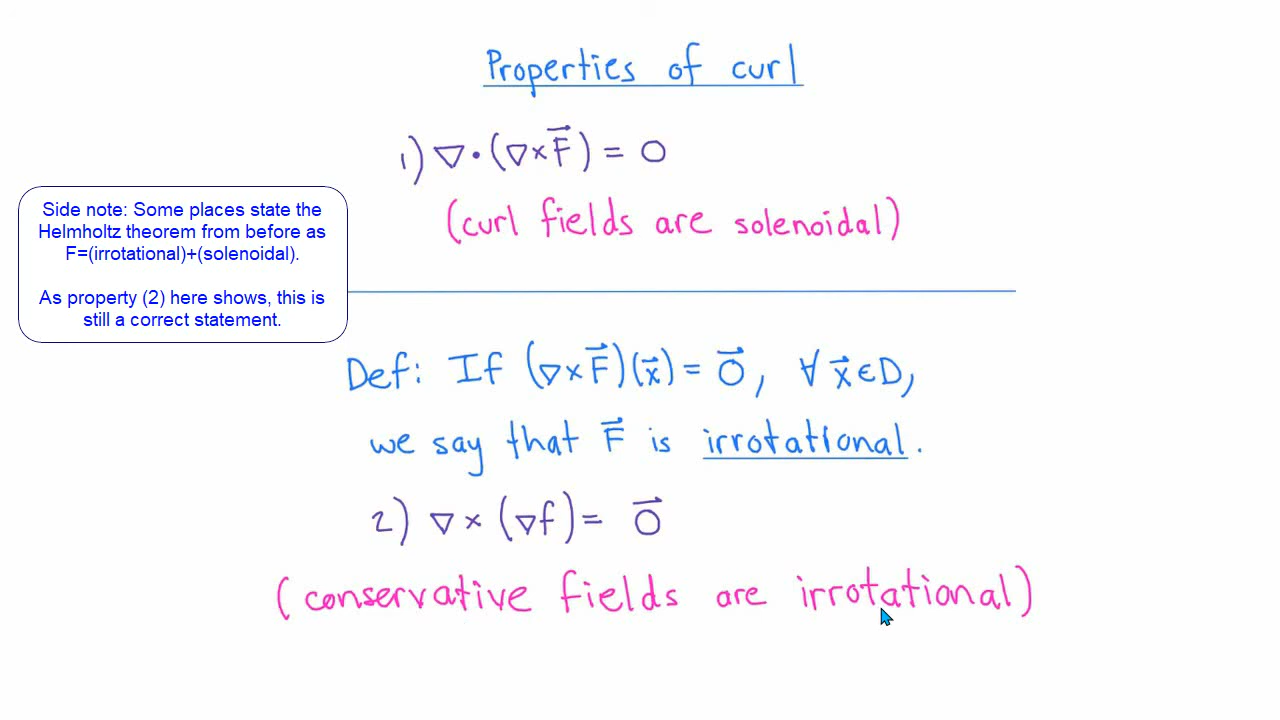 Properties of curl
1) ∇·(∇×F⃗) = 0
(curl fields are solenoidal)
Side note: Some places state the
Helmholtz theorem from before as
F=(irrotational)+(solenoidal).
As property (2) here shows, this is
still a correct statement.
Def: If (∇×F⃗)(x⃗) = 0⃗, ∀ x⃗∈D,
we say that F⃗ is irrotational.
2) ∇×(∇f) = 0⃗
(conservative fields are irrotational)